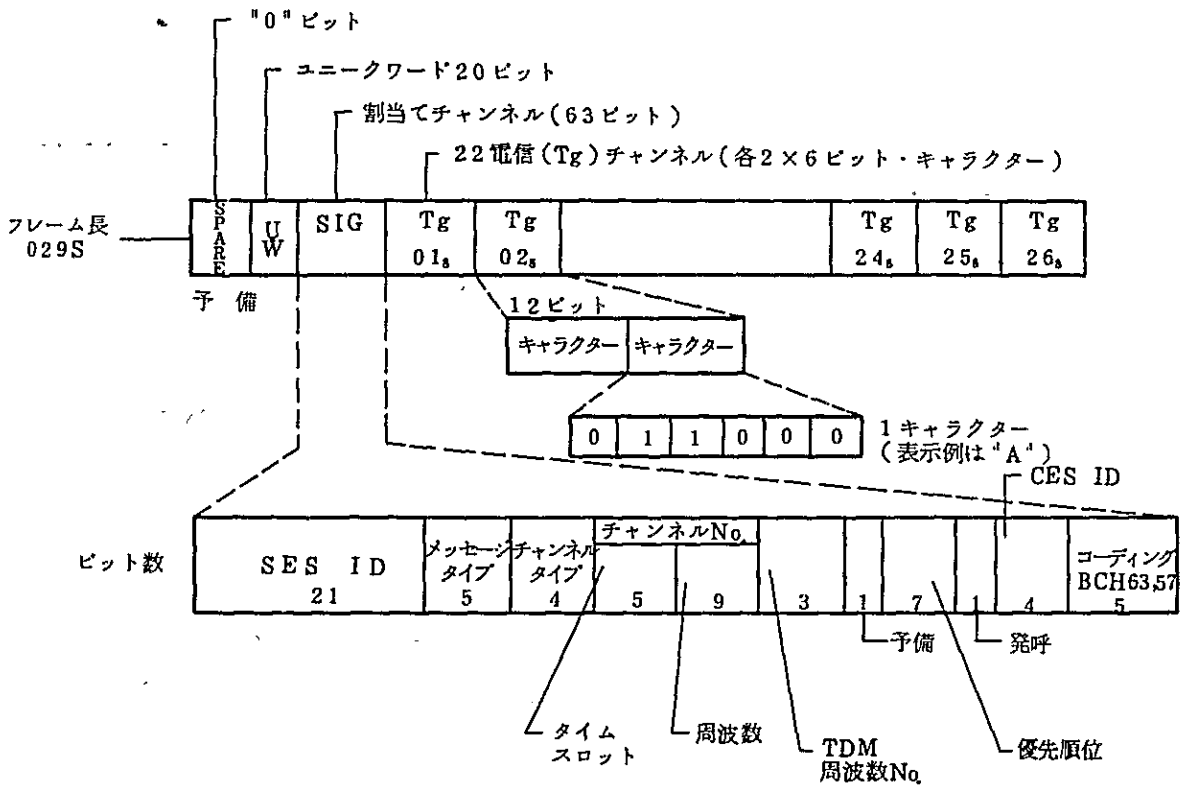 "0"ビット
ユニークワード20ビット
割当てチャンネル(63ビット)
22電信(Tg)チャンネル(各2×6ビット・キャラクター)
フレーム長
029S
SPARE
UW
SIG
Tg
01₈
Tg
02₈
Tg
24₈
Tg
25₈
Tg
26₈
予備
12ビット
キャラクター
キャラクター
0 1 1 0 0 0
1キャラクター
(表示例は"A")
CES ID
ビット数
SES ID
21
メッセージ
タイプ
5
チャンネル
タイプ
4
チャンネルNo.
5
9
3
1
7
1
4
コーディング
BCH63,57
5
予備
発呼
タイム
スロット
周波数
TDM
周波数No.
優先順位